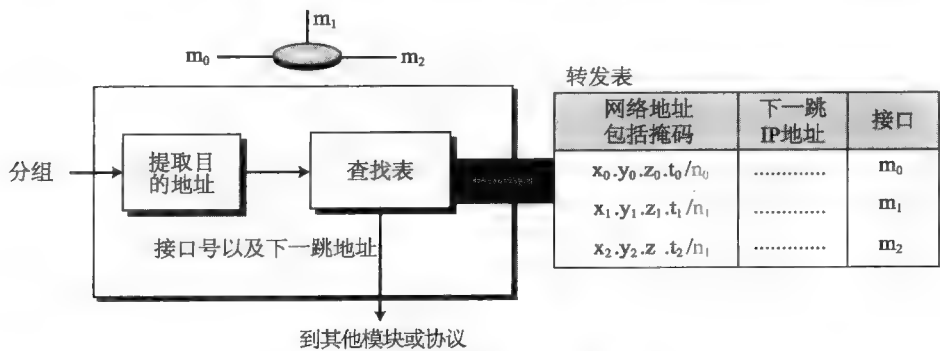 m₁
m₀
m₂
转发表
网络地址
包括掩码
下一跳
IP地址
接口
分组
提取目
的地址
查找表
x₀.y₀.z₀.t₀/n₀ ............ m₀
x₁.y₁.z₁.t₁/n₁ ............ m₁
x₂.y₂.z .t₂/n₁ ............ m₂
接口号以及下一跳地址
到其他模块或协议